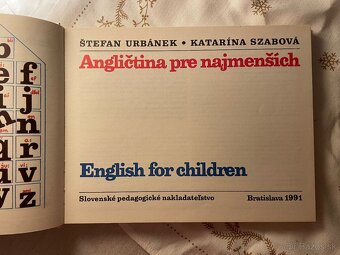 ŠTEFAN URBÁNEK • KATARÍNA SZABOVÁ
Angličtina pre najmenších
English for children
Slovenské pedagogické nakladateľstvo
Bratislava 1991
b
e f
i j
m n
q r
u v
y z